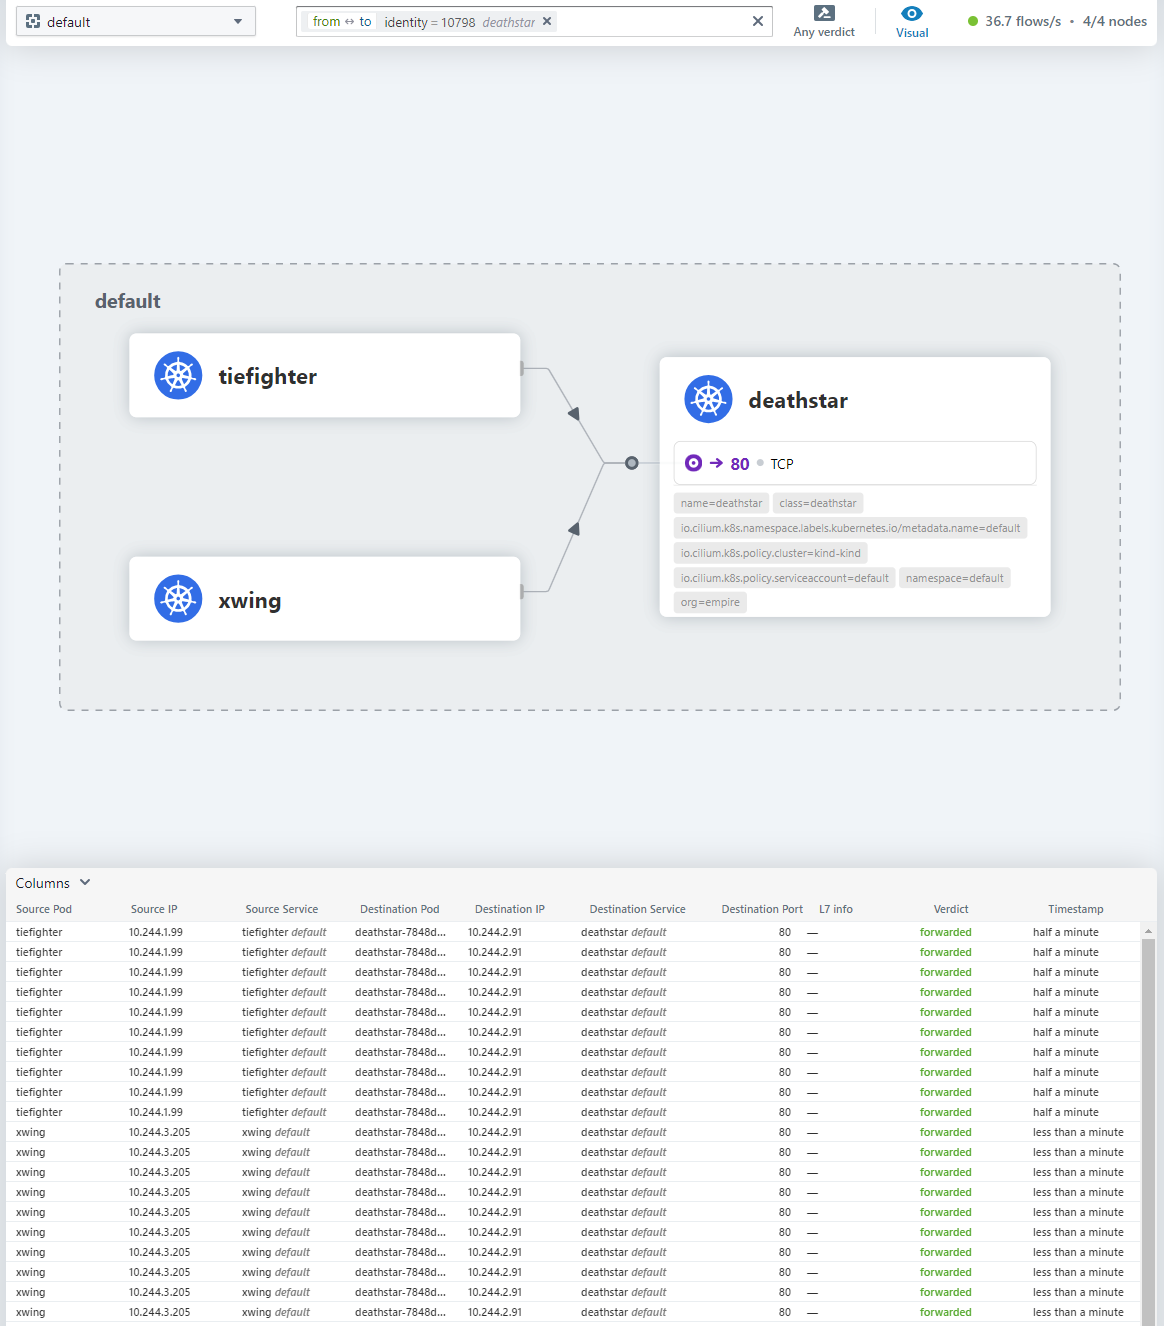 default
from ↔ to identity = 10798 deathstar
Any verdict
Visual
36.7 flows/s • 4/4 nodes
default
tiefighter
deathstar
80 TCP
name=deathstar class=deathstar
io.cilium.k8s.namespace.labels.kubernetes.io/metadata.name=default
io.cilium.k8s.policy.cluster=kind-kind
io.cilium.k8s.policy.serviceaccount=default namespace=default
org=empire
xwing
Columns
Source Pod Source IP Source Service Destination Pod Destination IP Destination Service Destination Port L7 info Verdict Timestamp
tiefighter 10.244.1.99 tiefighter default deathstar-7848d... 10.244.2.91 deathstar default 80 — forwarded half a minute
tiefighter 10.244.1.99 tiefighter default deathstar-7848d... 10.244.2.91 deathstar default 80 — forwarded half a minute
tiefighter 10.244.1.99 tiefighter default deathstar-7848d... 10.244.2.91 deathstar default 80 — forwarded half a minute
tiefighter 10.244.1.99 tiefighter default deathstar-7848d... 10.244.2.91 deathstar default 80 — forwarded half a minute
tiefighter 10.244.1.99 tiefighter default deathstar-7848d... 10.244.2.91 deathstar default 80 — forwarded half a minute
tiefighter 10.244.1.99 tiefighter default deathstar-7848d... 10.244.2.91 deathstar default 80 — forwarded half a minute
tiefighter 10.244.1.99 tiefighter default deathstar-7848d... 10.244.2.91 deathstar default 80 — forwarded half a minute
tiefighter 10.244.1.99 tiefighter default deathstar-7848d... 10.244.2.91 deathstar default 80 — forwarded half a minute
tiefighter 10.244.1.99 tiefighter default deathstar-7848d... 10.244.2.91 deathstar default 80 — forwarded half a minute
tiefighter 10.244.1.99 tiefighter default deathstar-7848d... 10.244.2.91 deathstar default 80 — forwarded half a minute
xwing 10.244.3.205 xwing default deathstar-7848d... 10.244.2.91 deathstar default 80 — forwarded less than a minute
xwing 10.244.3.205 xwing default deathstar-7848d... 10.244.2.91 deathstar default 80 — forwarded less than a minute
xwing 10.244.3.205 xwing default deathstar-7848d... 10.244.2.91 deathstar default 80 — forwarded less than a minute
xwing 10.244.3.205 xwing default deathstar-7848d... 10.244.2.91 deathstar default 80 — forwarded less than a minute
xwing 10.244.3.205 xwing default deathstar-7848d... 10.244.2.91 deathstar default 80 — forwarded less than a minute
xwing 10.244.3.205 xwing default deathstar-7848d... 10.244.2.91 deathstar default 80 — forwarded less than a minute
xwing 10.244.3.205 xwing default deathstar-7848d... 10.244.2.91 deathstar default 80 — forwarded less than a minute
xwing 10.244.3.205 xwing default deathstar-7848d... 10.244.2.91 deathstar default 80 — forwarded less than a minute
xwing 10.244.3.205 xwing default deathstar-7848d... 10.244.2.91 deathstar default 80 — forwarded less than a minute
xwing 10.244.3.205 xwing default deathstar-7848d... 10.244.2.91 deathstar default 80 — forwarded less than a minute